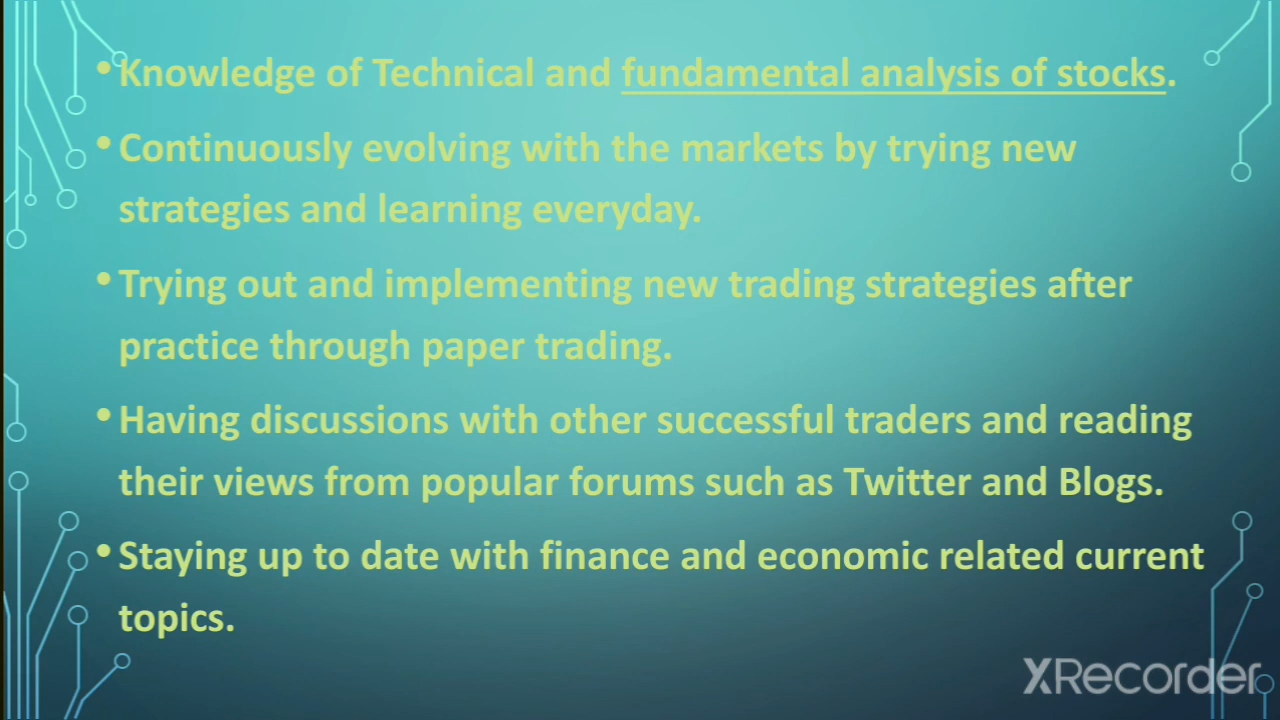 • Knowledge of Technical and fundamental analysis of stocks.
• Continuously evolving with the markets by trying new
strategies and learning everyday.
• Trying out and implementing new trading strategies after
practice through paper trading.
• Having discussions with other successful traders and reading
their views from popular forums such as Twitter and Blogs.
• Staying up to date with finance and economic related current
topics.
XRecorder